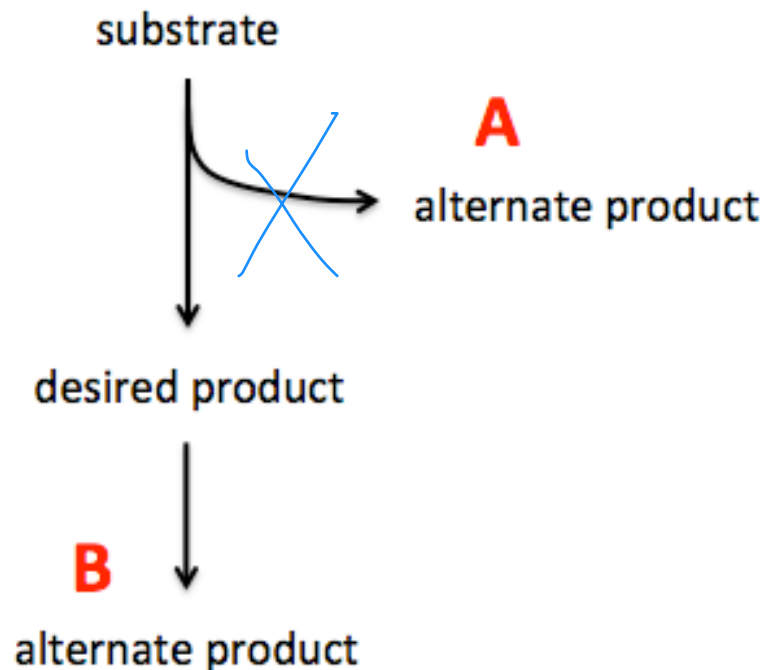 substrate
A
alternate product
desired product
B
alternate product